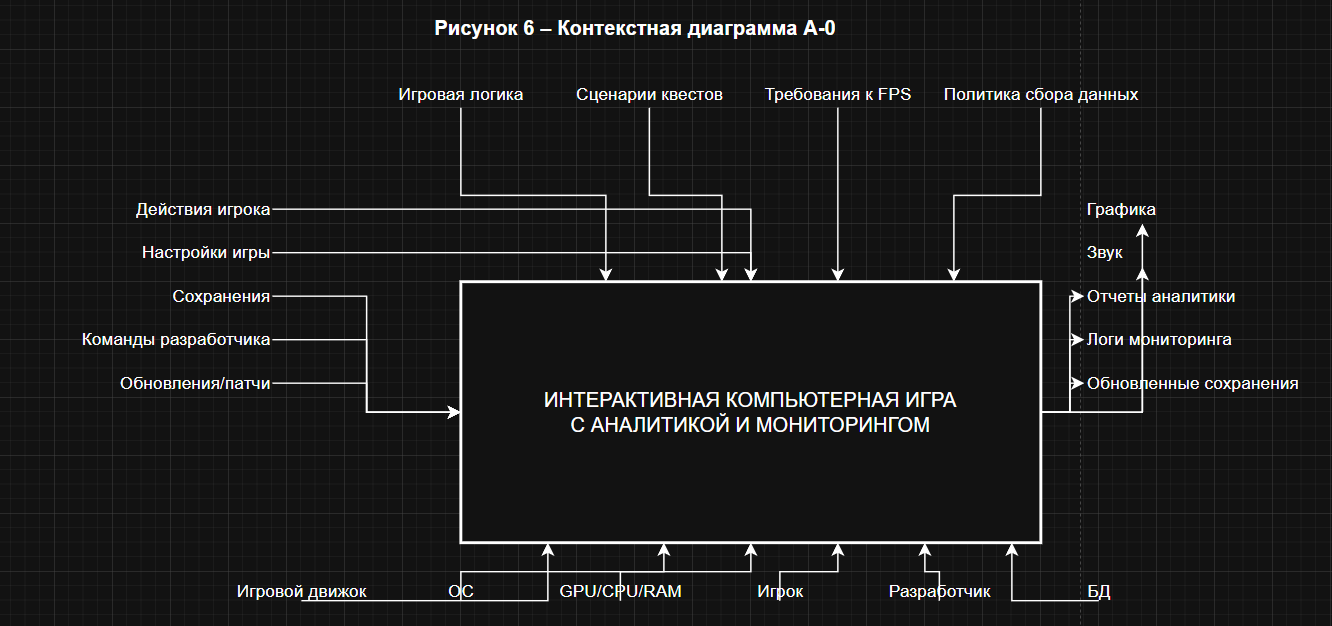 Рисунок 6 – Контекстная диаграмма А-0
Игровая логика
Сценарии квестов
Требования к FPS
Политика сбора данных
Действия игрока
Графика
Настройки игры
Звук
Сохранения
Отчеты аналитики
Команды разработчика
Логи мониторинга
Обновления/патчи
Обновленные сохранения
ИНТЕРАКТИВНАЯ КОМПЬЮТЕРНАЯ ИГРА
С АНАЛИТИКОЙ И МОНИТОРИНГОМ
Игровой движок
ОС
GPU/CPU/RAM
Игрок
Разработчик
БД